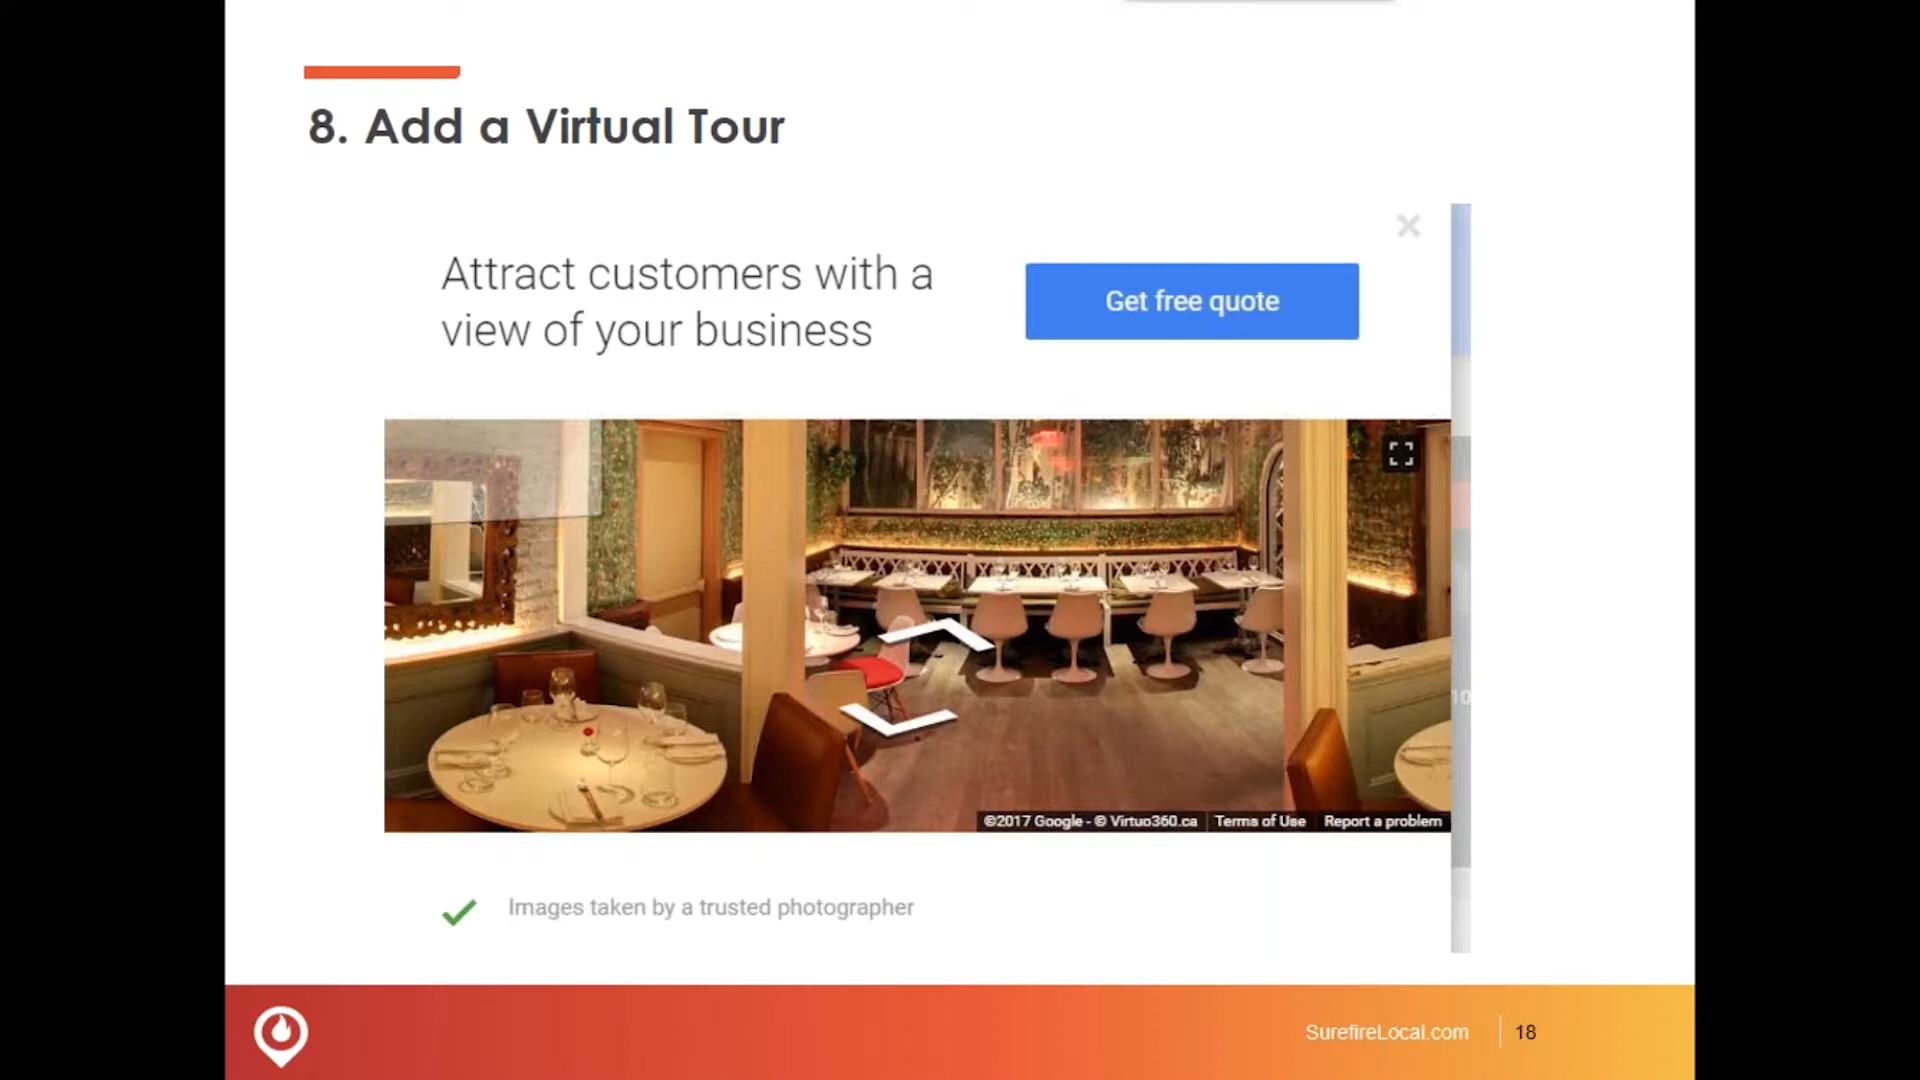 8. Add a Virtual Tour
Attract customers with a
view of your business
Get free quote
10
©2017 Google - © Virtuo360.ca
Terms of Use
Report a problem
Images taken by a trusted photographer
SurefireLocal.com
18